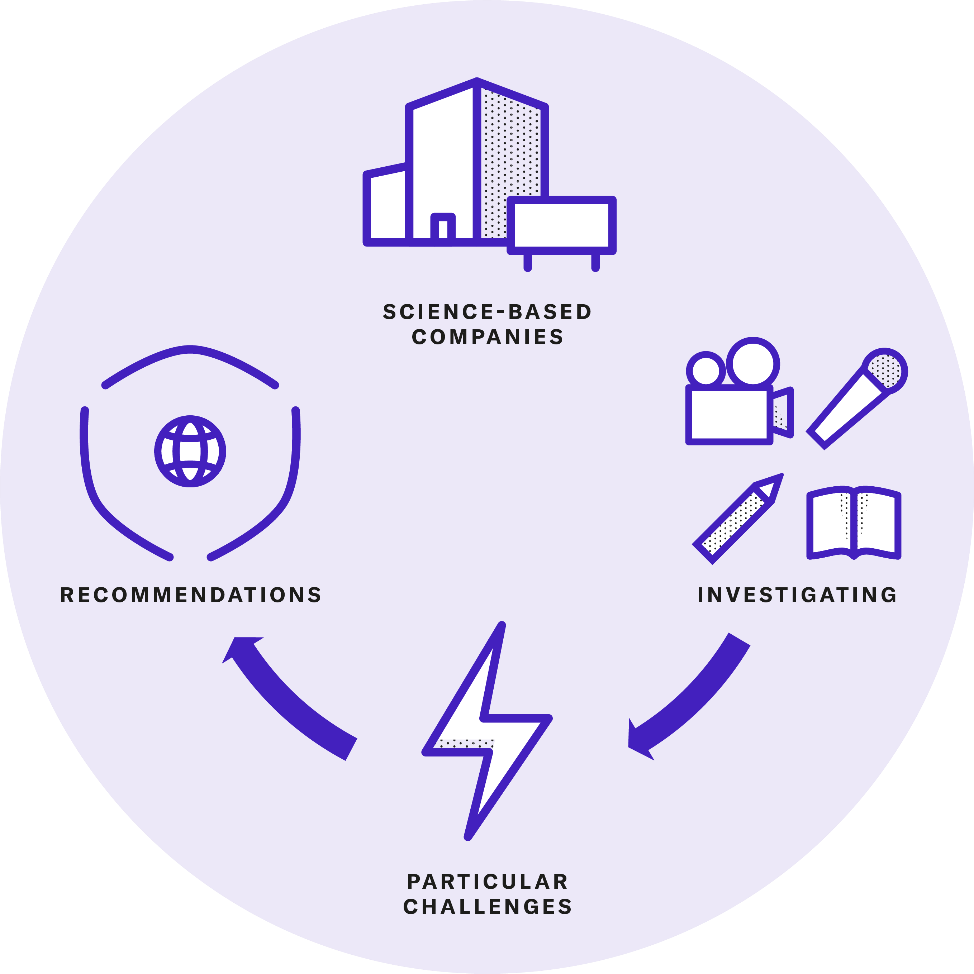 SCIENCE-BASED
COMPANIES
RECOMMENDATIONS
INVESTIGATING
PARTICULAR
CHALLENGES